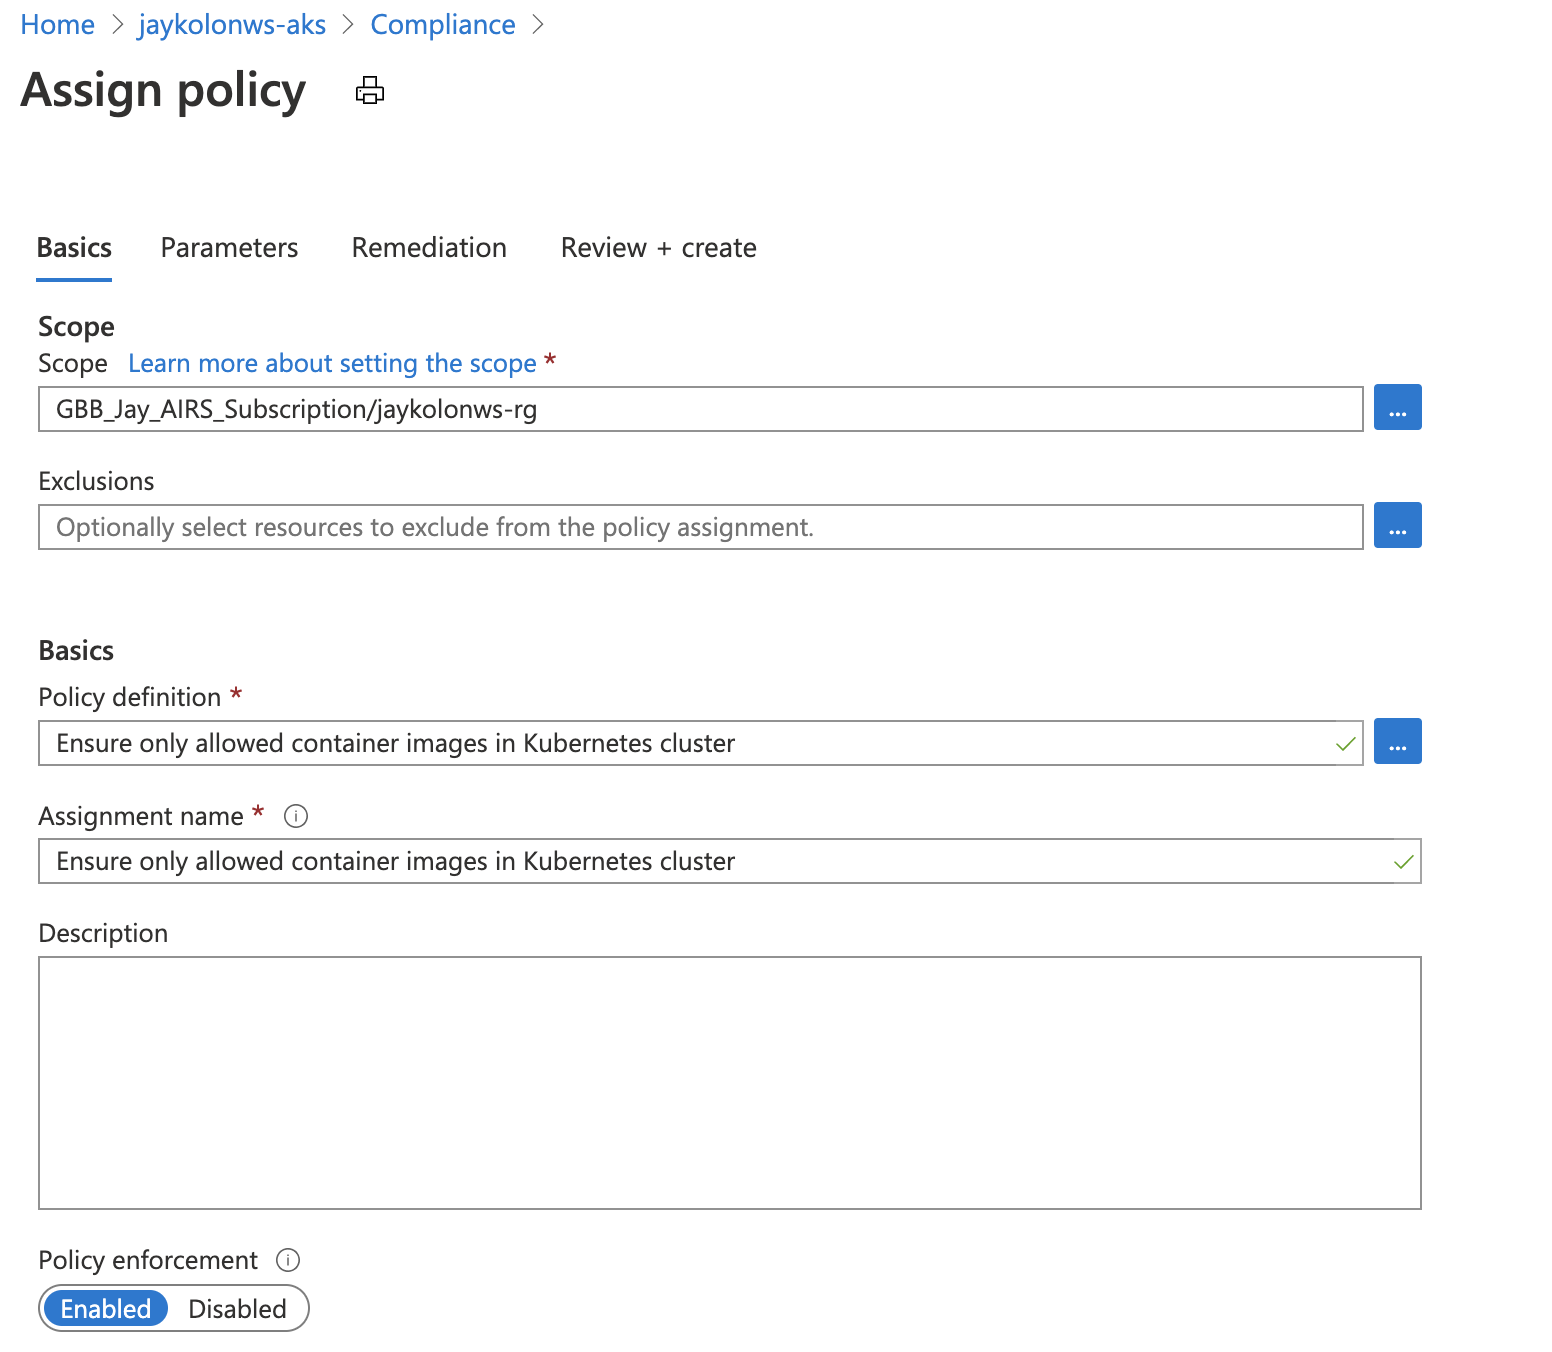 Home > jaykolonws-aks > Compliance >
Assign policy
Basics Parameters Remediation Review + create
Scope
Scope Learn more about setting the scope *
GBB_Jay_AIRS_Subscription/jaykolonws-rg ...
Exclusions
Optionally select resources to exclude from the policy assignment. ...
Basics
Policy definition *
Ensure only allowed container images in Kubernetes cluster ...
Assignment name *
Ensure only allowed container images in Kubernetes cluster
Description
Policy enforcement
Enabled Disabled